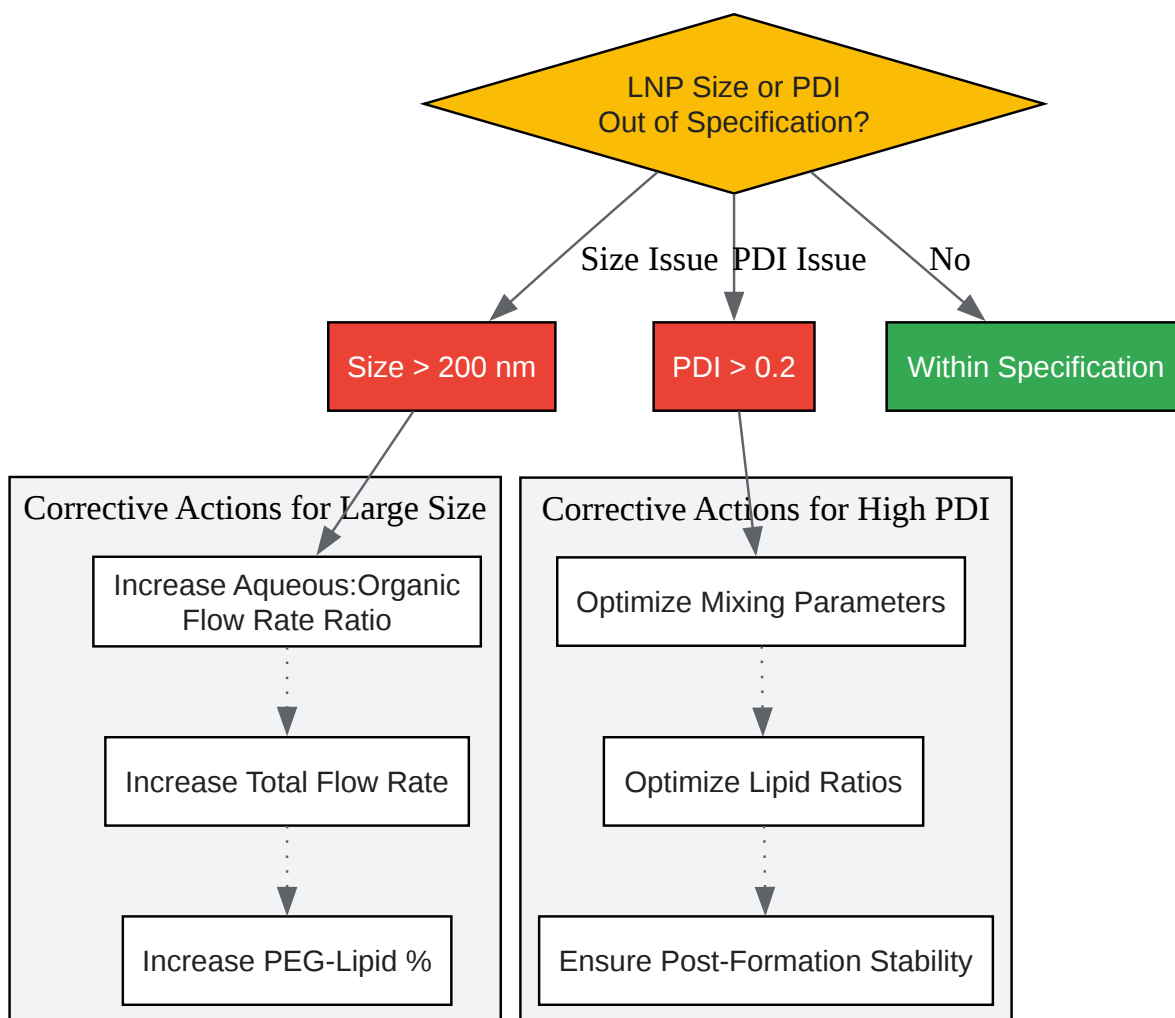 LNP Size or PDI
Out of Specification?
Size Issue
PDI Issue
No
Size > 200 nm
PDI > 0.2
Within Specification
Corrective Actions for Large Size
Increase Aqueous:Organic
Flow Rate Ratio
Increase Total Flow Rate
Increase PEG-Lipid %
Corrective Actions for High PDI
Optimize Mixing Parameters
Optimize Lipid Ratios
Ensure Post-Formation Stability